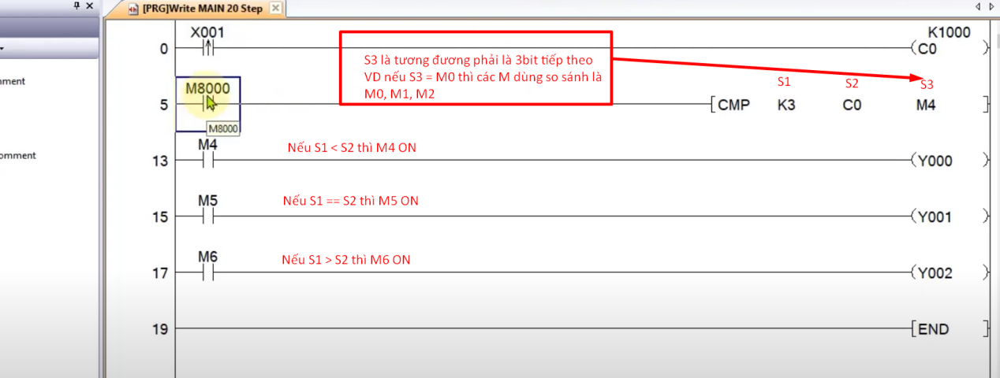 [PRG]Write MAIN 20 Step
X001
K1000
0
C0
S3 là tương đương phải là 3bit tiếp theo
VD nếu S3 = M0 thì các M dùng so sánh là
M0, M1, M2
mment
M8000
S1
S2
S3
5
[CMP K3 C0 M4 ]
M8000
M4
Nếu S1 < S2 thì M4 ON
omment
13
Y000
M5
Nếu S1 == S2 thì M5 ON
15
Y001
M6
Nếu S1 > S2 thì M6 ON
17
Y002
19
[END ]